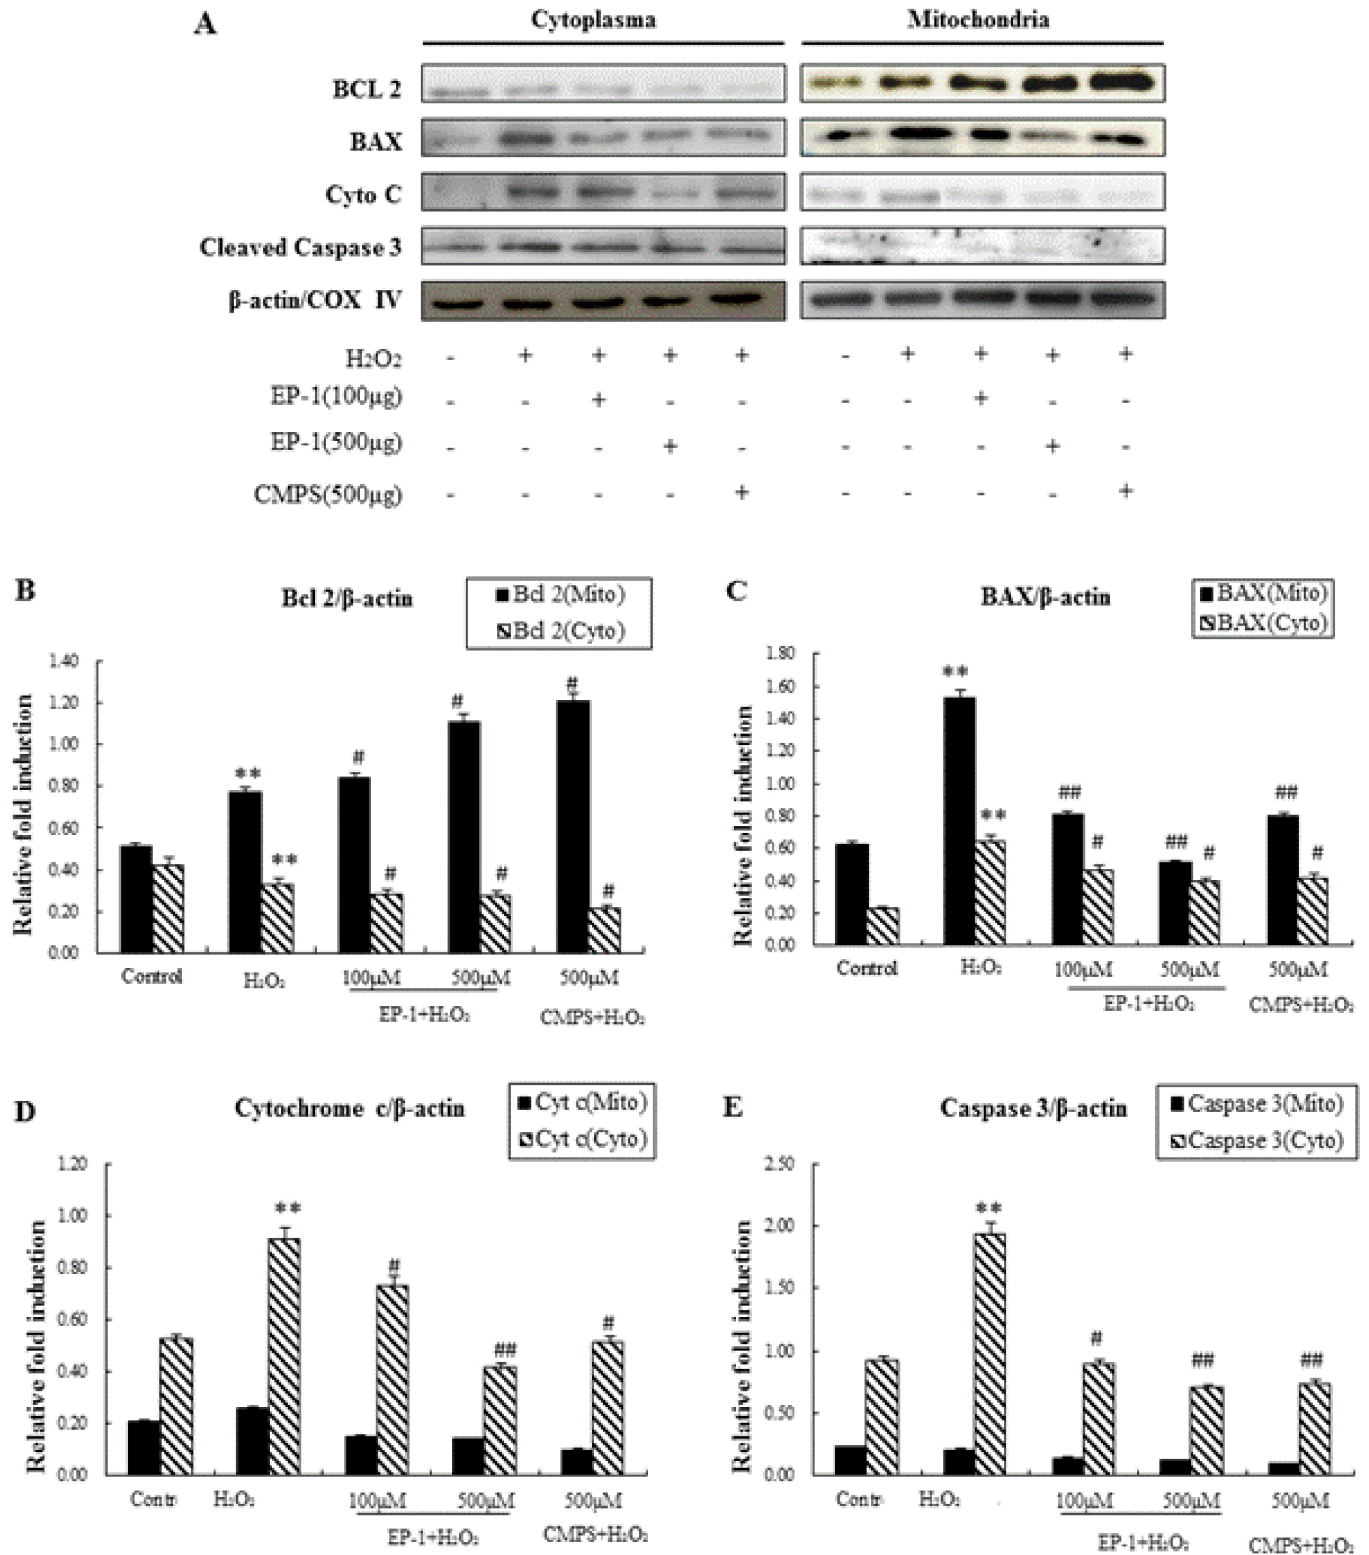 A
Cytoplasma Mitochondria
BCL 2
BAX
Cyto C
Cleaved Caspase 3
β-actin/COX IV
H₂O₂ - + + + + - + + + +
EP-1(100µg) - - + - - - - + - -
EP-1(500µg) - - - + - - - - + -
CMPS(500µg) - - - - + - - - - +
B
Bcl 2/β-actin
Bcl 2(Mito)
Bcl 2(Cyto)
Relative fold induction
1.40
1.20
1.00
0.80
0.60
0.40
0.20
0.00
** ** # # # # # #
Control H₂O₂ 100µM 500µM 500µM
EP-1+H₂O₂ CMPS+H₂O₂
C
BAX/β-actin
BAX(Mito)
BAX(Cyto)
Relative fold induction
1.80
1.60
1.40
1.20
1.00
0.80
0.60
0.40
0.20
0.00
** ** ## # ## # ## #
Control H₂O₂ 100µM 500µM 500µM
EP-1+H₂O₂ CMPS+H₂O₂
D
Cytochrome c/β-actin
Cyt c(Mito)
Cyt c(Cyto)
Relative fold induction
1.20
1.00
0.80
0.60
0.40
0.20
0.00
** # ## #
Contr H₂O₂ 100µM 500µM 500µM
EP-1+H₂O₂ CMPS+H₂O₂
E
Caspase 3/β-actin
Caspase 3(Mito)
Caspase 3(Cyto)
Relative fold induction
2.50
2.00
1.50
1.00
0.50
0.00
** # ## ##
Contr H₂O₂ 100µM 500µM 500µM
EP-1+H₂O₂ CMPS+H₂O₂